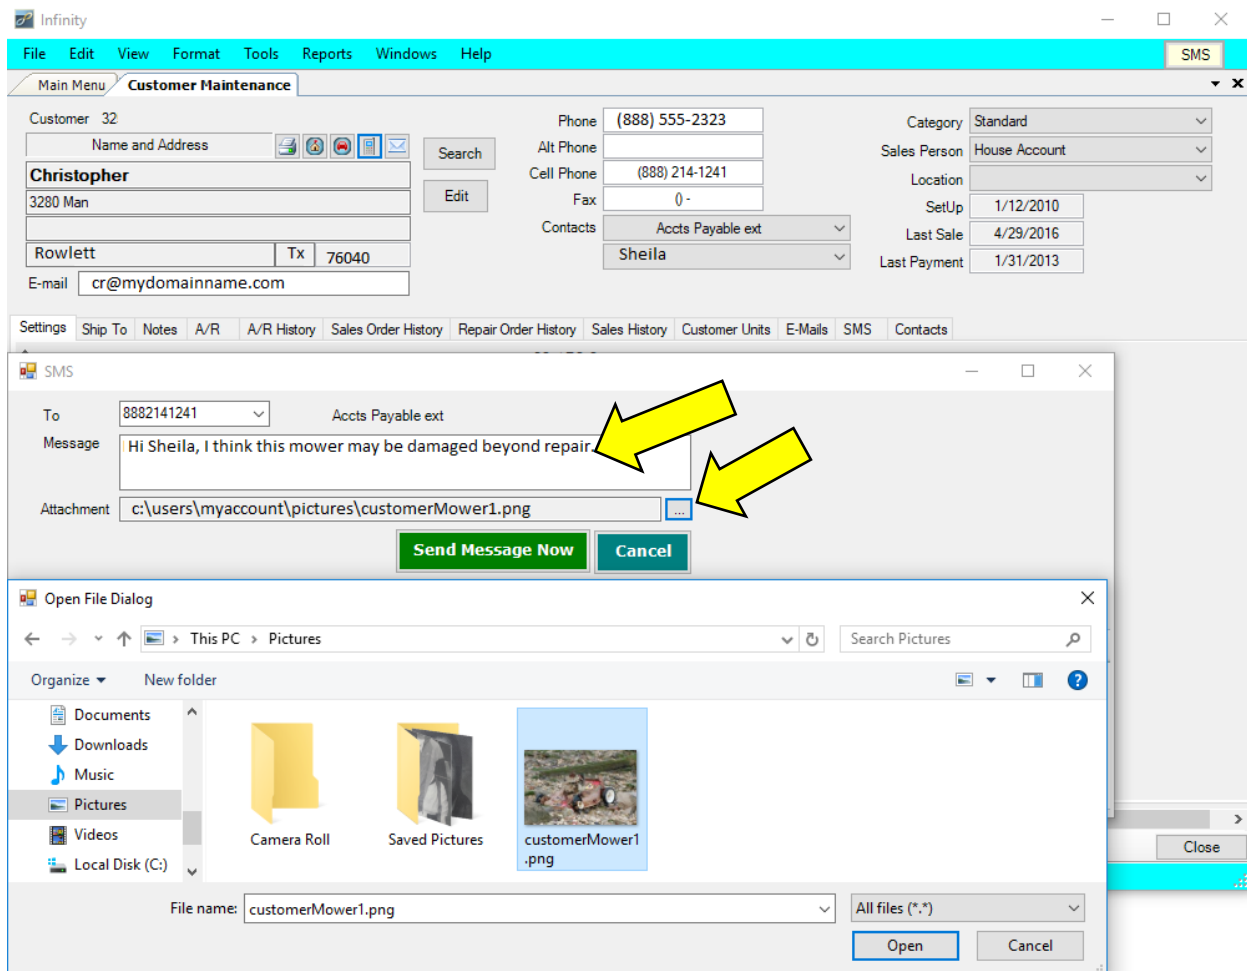 Infinity
File Edit View Format Tools Reports Windows Help SMS
Main Menu Customer Maintenance
Customer 32
Name and Address
Christopher
3280 Man
Rowlett Tx 76040
E-mail cr@mydomainname.com
Search
Edit
Phone (888) 555-2323
Alt Phone
Cell Phone (888) 214-1241
Fax () -
Contacts Accts Payable ext
Sheila
Category Standard
Sales Person House Account
Location
SetUp 1/12/2010
Last Sale 4/29/2016
Last Payment 1/31/2013
Settings Ship To Notes A/R A/R History Sales Order History Repair Order History Sales History Customer Units E-Mails SMS Contacts
SMS
To 8882141241 Accts Payable ext
Message Hi Sheila, I think this mower may be damaged beyond repair.
Attachment c:\users\myaccount\pictures\customerMower1.png ...
Send Message Now Cancel
Open File Dialog
This PC > Pictures Search Pictures
Organize New folder
Documents
Downloads
Music
Pictures
Videos
Local Disk (C:)
Camera Roll
Saved Pictures
customerMower1
.png
File name: customerMower1.png All files (*.*)
Open Cancel
Close